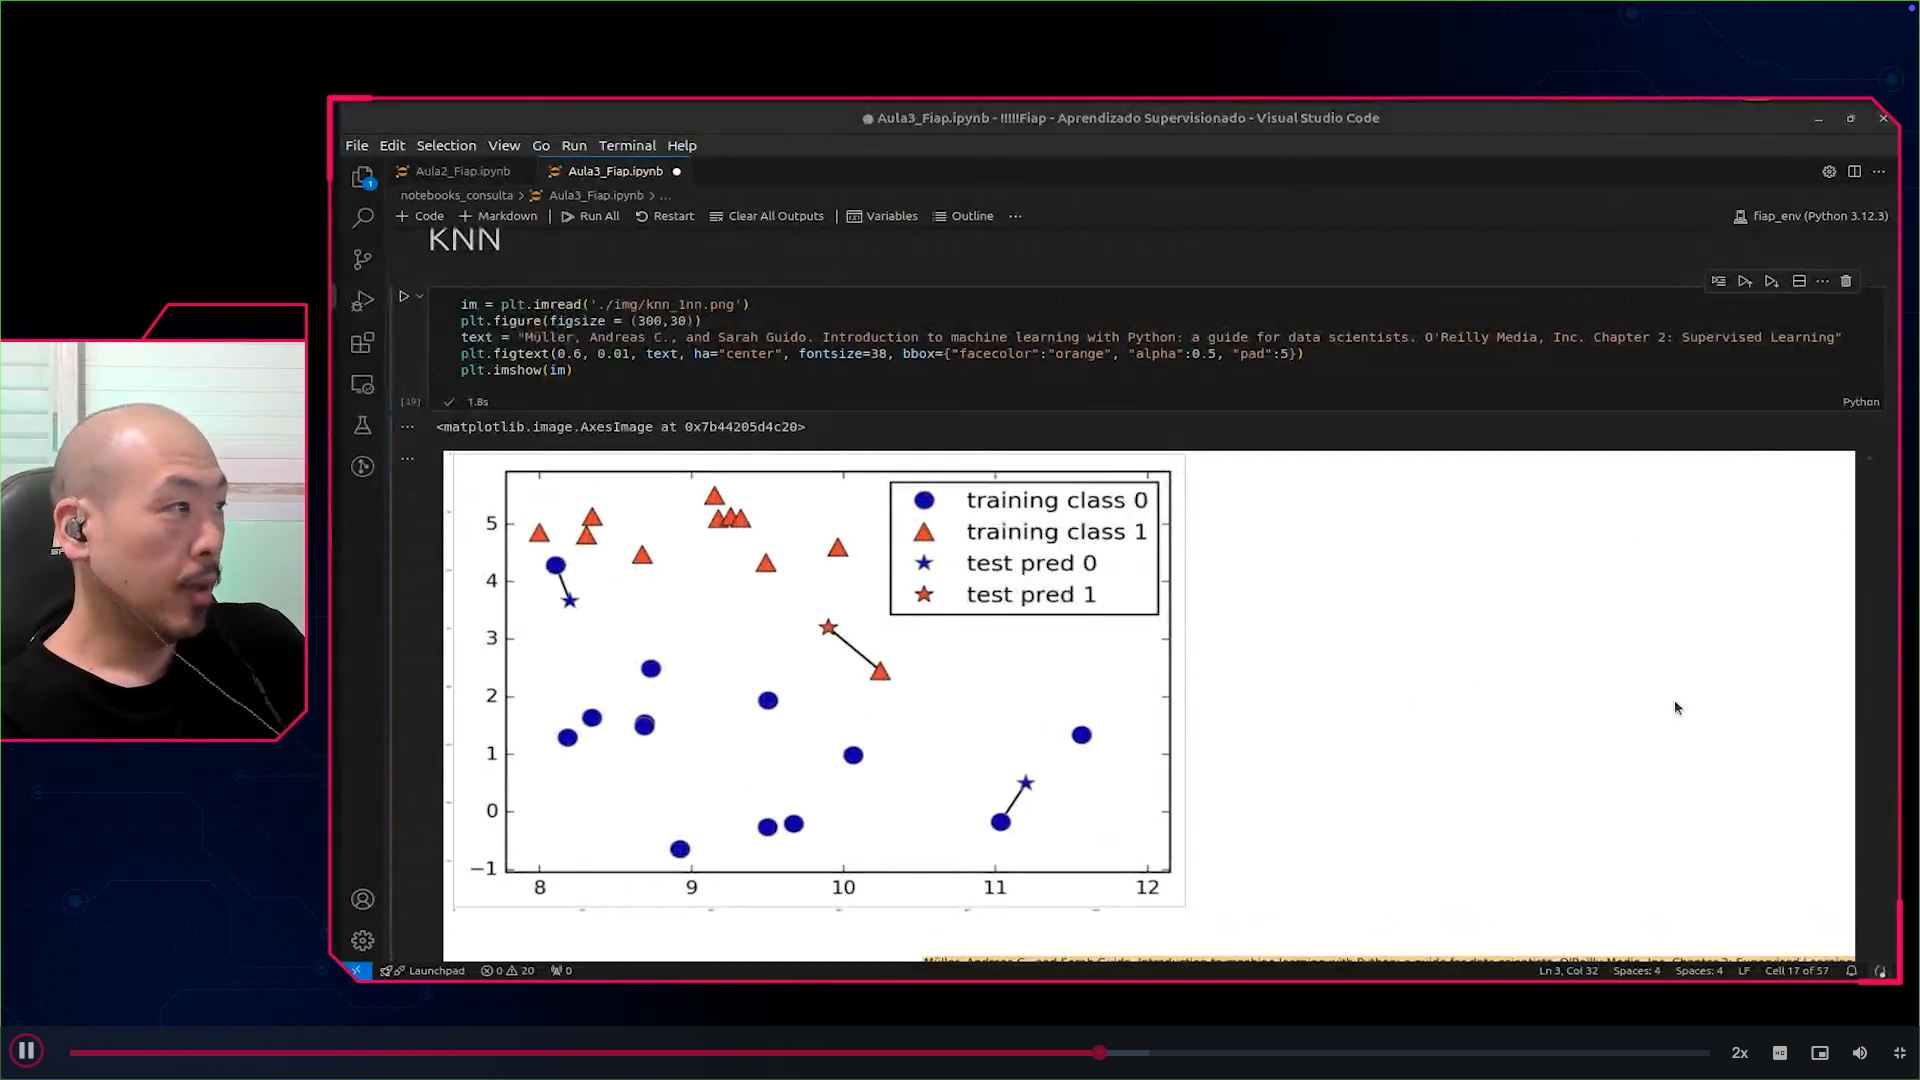 Aula3_Fiap.ipynb - !!!!!Fiap - Aprendizado Supervisionado - Visual Studio Code
File Edit Selection View Go Run Terminal Help
Aula2_Fiap.ipynb Aula3_Fiap.ipynb
notebooks_consulta > Aula3_Fiap.ipynb > ...
+ Code + Markdown | Run All Restart Clear All Outputs | Variables Outline ... fiap_env (Python 3.12.3)
KNN
im = plt.imread('./img/knn_1nn.png')
plt.figure(figsize = (300,30))
text = "Müller, Andreas C., and Sarah Guido. Introduction to machine learning with Python: a guide for data scientists. O'Reilly Media, Inc. Chapter 2: Supervised Learning"
plt.figtext(0.6, 0.01, text, ha="center", fontsize=38, bbox={"facecolor":"orange", "alpha":0.5, "pad":5})
plt.imshow(im)
[19] 1.8s Python
<matplotlib.image.AxesImage at 0x7b44205d4c20>
training class 0
training class 1
test pred 0
test pred 1
5
4
3
2
1
0
−1
8 9 10 11 12
Launchpad 0 20 0 Ln 3, Col 32 Spaces: 4 Spaces: 4 LF Cell 17 of 57
2x